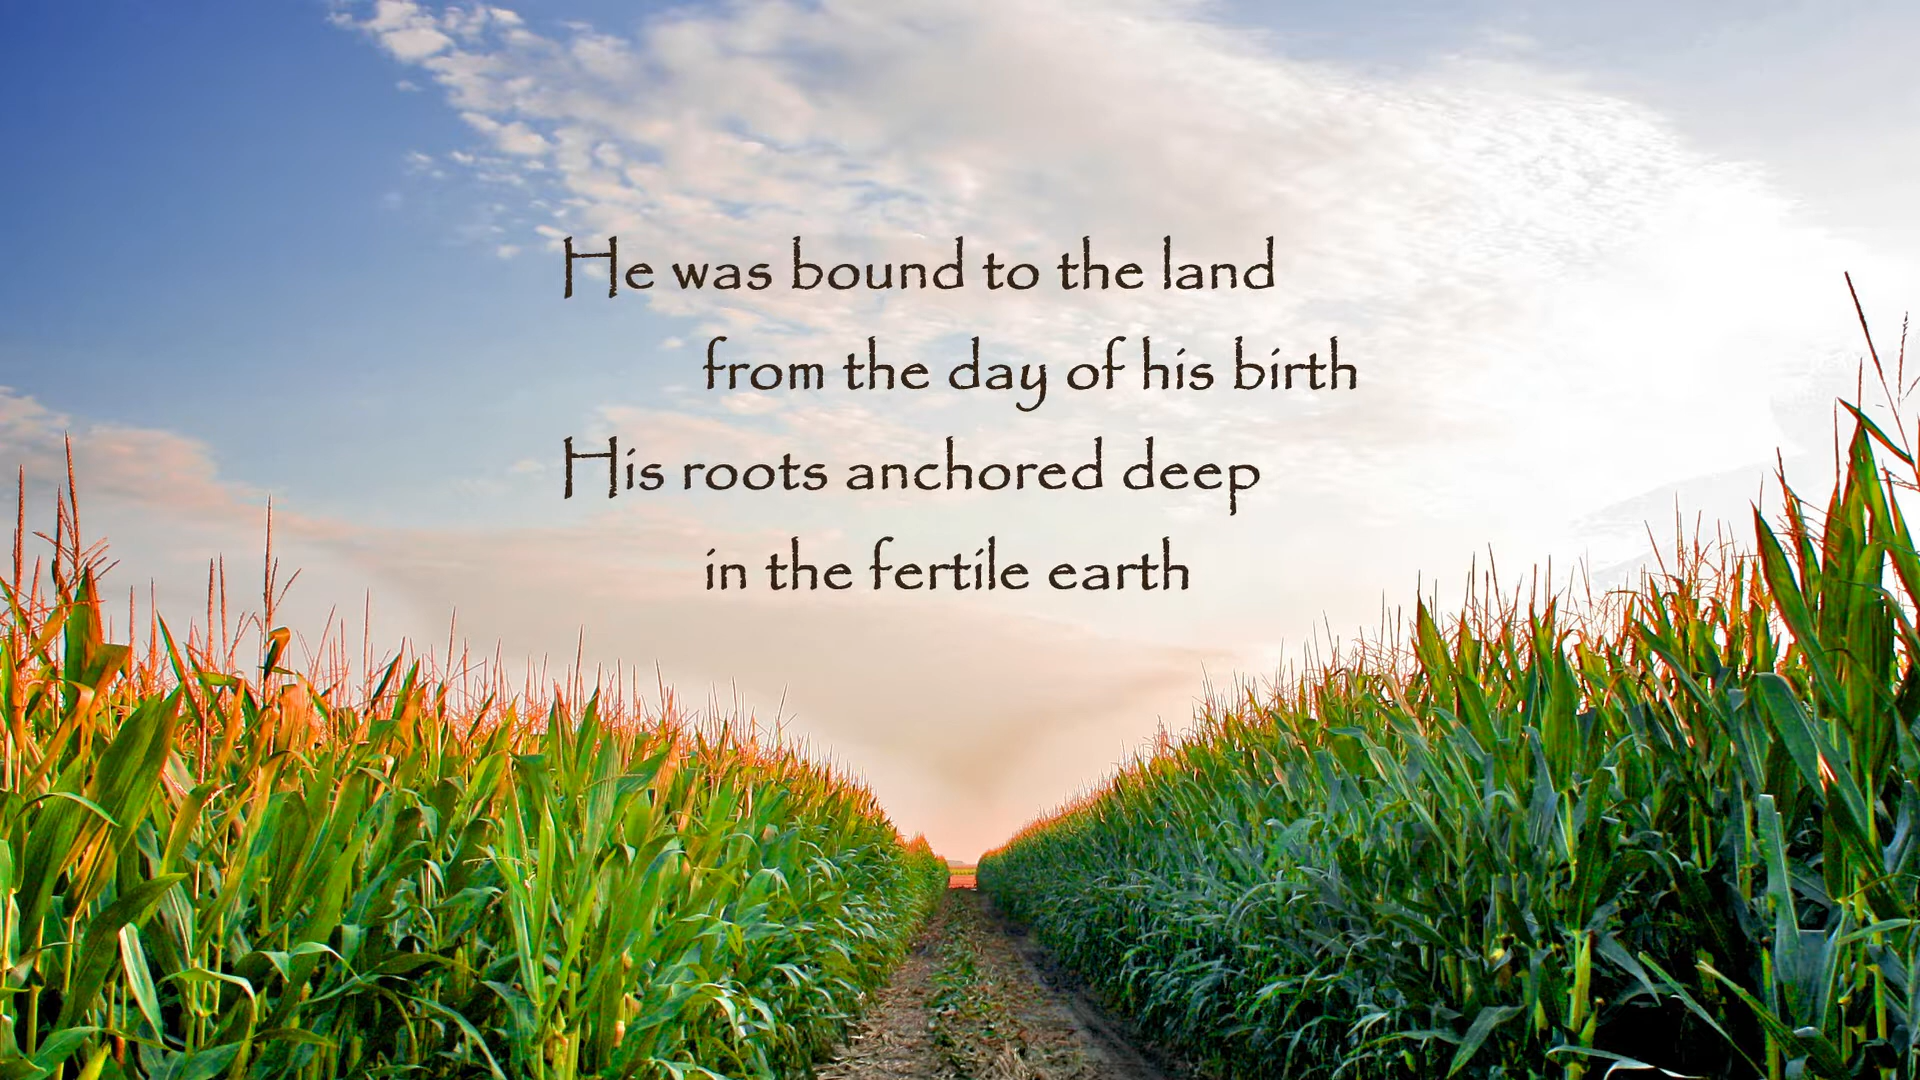 He was bound to the land
from the day of his birth
His roots anchored deep
in the fertile earth